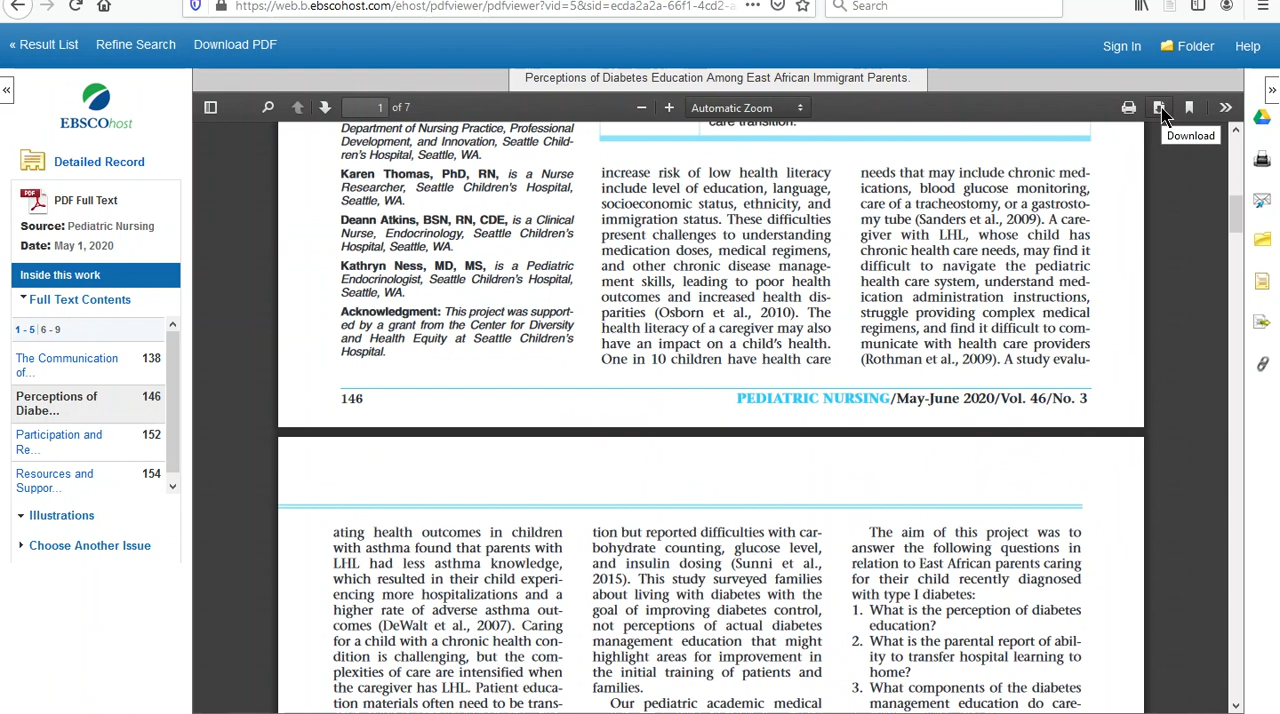 https://web.b.ebscohost.com/ehost/pdfviewer/pdfviewer?vid=5&sid=ecda2a2a-66f1-4cd2-a
Search
« Result List
Refine Search
Download PDF
Sign In
Folder
Help
Perceptions of Diabetes Education Among East African Immigrant Parents.
«
»
1
of 7
Automatic Zoom
Download
EBSCOhost
Detailed Record
PDF
PDF Full Text
Source: Pediatric Nursing
Date: May 1, 2020
Inside this work
Full Text Contents
1 - 5 | 6 - 9
The Communication of... 138
Perceptions of Diabe... 146
Participation and Re... 152
Resources and Suppor... 154
Illustrations
Choose Another Issue
Department of Nursing Practice, Professional
Development, and Innovation, Seattle Child-
ren's Hospital, Seattle, WA.
Karen Thomas, PhD, RN, is a Nurse
Researcher, Seattle Children's Hospital,
Seattle, WA.
Deann Atkins, BSN, RN, CDE, is a Clinical
Nurse, Endocrinology, Seattle Children's
Hospital, Seattle, WA.
Kathryn Ness, MD, MS, is a Pediatric
Endocrinologist, Seattle Children's Hospital,
Seattle, WA.
Acknowledgment: This project was support-
ed by a grant from the Center for Diversity
and Health Equity at Seattle Children's
Hospital.
care transition.
increase risk of low health literacy
include level of education, language,
socioeconomic status, ethnicity, and
immigration status. These difficulties
present challenges to understanding
medication doses, medical regimens,
and other chronic disease manage-
ment skills, leading to poor health
outcomes and increased health dis-
parities (Osborn et al., 2010). The
health literacy of a caregiver may also
have an impact on a child's health.
One in 10 children have health care
needs that may include chronic med-
ications, blood glucose monitoring,
care of a tracheostomy, or a gastrosto-
my tube (Sanders et al., 2009). A care-
giver with LHL, whose child has
chronic health care needs, may find it
difficult to navigate the pediatric
health care system, understand med-
ication administration instructions,
struggle providing complex medical
regimens, and find it difficult to com-
municate with health care providers
(Rothman et al., 2009). A study evalu-
146
PEDIATRIC NURSING/May-June 2020/Vol. 46/No. 3
ating health outcomes in children
with asthma found that parents with
LHL had less asthma knowledge,
which resulted in their child experi-
encing more hospitalizations and a
higher rate of adverse asthma out-
comes (DeWalt et al., 2007). Caring
for a child with a chronic health con-
dition is challenging, but the com-
plexities of care are intensified when
the caregiver has LHL. Patient educa-
tion materials often need to be trans-
tion but reported difficulties with car-
bohydrate counting, glucose level,
and insulin dosing (Sunni et al.,
2015). This study surveyed families
about living with diabetes with the
goal of improving diabetes control,
not perceptions of actual diabetes
management education that might
highlight areas for improvement in
the initial training of patients and
families.
Our pediatric academic medical
The aim of this project was to
answer the following questions in
relation to East African parents caring
for their child recently diagnosed
with type I diabetes:
1. What is the perception of diabetes
education?
2. What is the parental report of abil-
ity to transfer hospital learning to
home?
3. What components of the diabetes
management education do care-